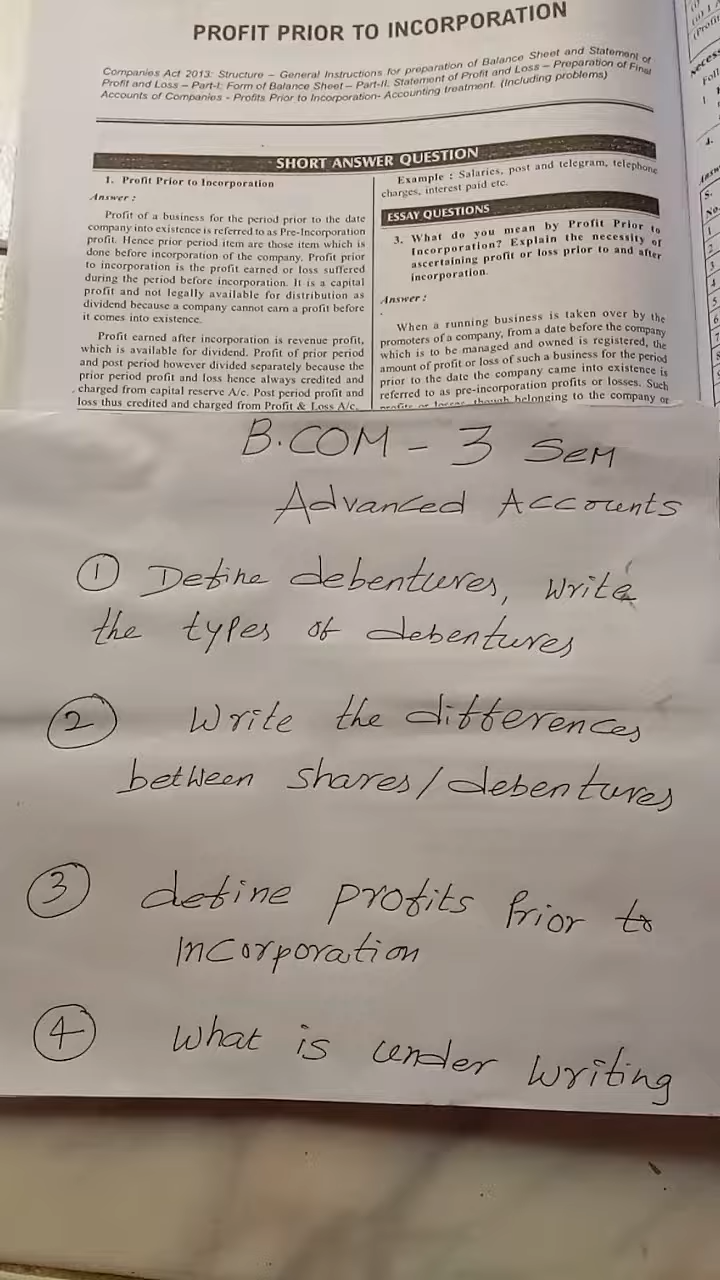 PROFIT PRIOR TO INCORPORATION
Companies Act 2013: Structure – General Instructions for preparation of Balance Sheet and Statement of
Profit and Loss – Part-I; Form of Balance Sheet – Part-II. Statement of Profit and Loss – Preparation of Final
Accounts of Companies - Profits Prior to Incorporation- Accounting treatment. (Including problems)
SHORT ANSWER QUESTION
1. Profit Prior to Incorporation
Answer :
Profit of a business for the period prior to the date
company into existence is referred to as Pre-Incorporation
profit. Hence prior period item are those item which is
done before incorporation of the company. Profit prior
to incorporation is the profit earned or loss suffered
during the period before incorporation. It is a capital
profit and not legally available for distribution as
dividend because a company cannot earn a profit before
it comes into existence.
Profit earned after incorporation is revenue profit,
which is available for dividend. Profit of prior period
and post period however divided separately because the
prior period profit and loss hence always credited and
charged from capital reserve A/c. Post period profit and
loss thus credited and charged from Profit & Loss A/c.
Example : Salaries, post and telegram, telephone
charges, interest paid etc.
ESSAY QUESTIONS
3. What do you mean by Profit Prior to
Incorporation? Explain the necessity of
ascertaining profit or loss prior to and after
incorporation.
Answer :
When a running business is taken over by the
promoters of a company, from a date before the company
which is to be managed and owned is registered, the
amount of profit or loss of such a business for the period
prior to the date the company came into existence is
referred to as pre-incorporation profits or losses. Such
profits or losses, though belonging to the company or
B.COM - 3 SEM
Advanced Accounts
① Define debentures, write
the types of debentures
② Write the differences
between shares/debentures
③ define profits Prior to
Incorporation
④ what is under writing